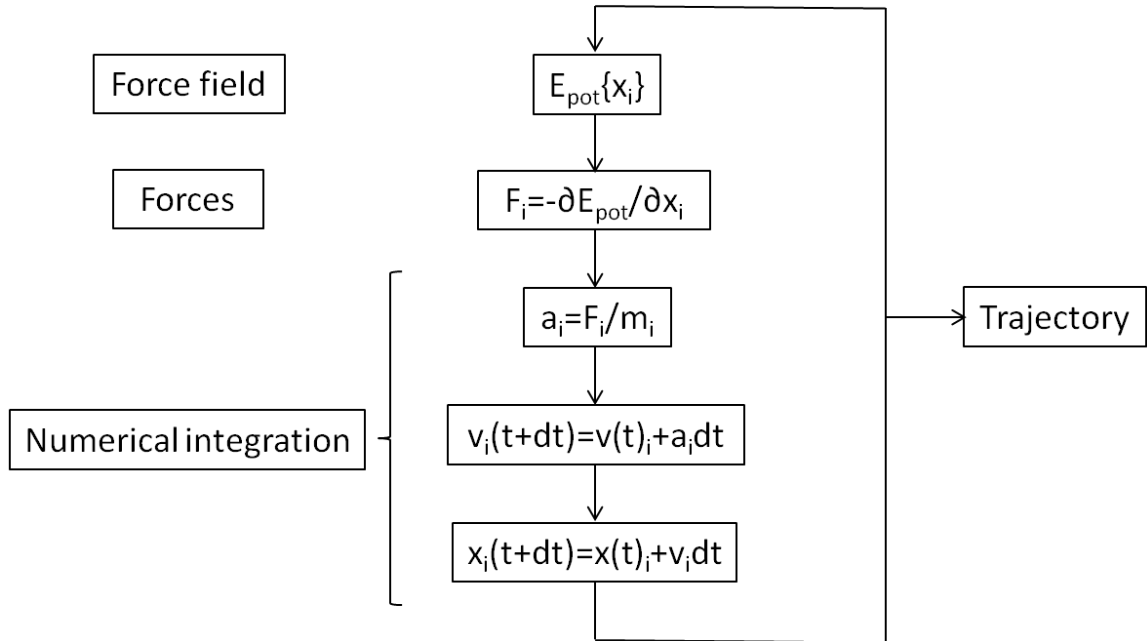 Force field
E_pot{x_i}
Forces
F_i=-∂E_pot/∂x_i
a_i=F_i/m_i
Trajectory
Numerical integration
v_i(t+dt)=v(t)_i+a_idt
x_i(t+dt)=x(t)_i+v_idt